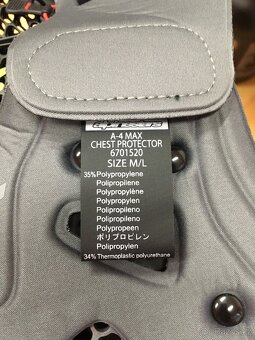 A-4 MAX
CHEST PROTECTOR
6701520
SIZE M/L
35% Polypropylene
Polipropilene
Polypropylène
Polypropylen
Polipropileno
Polipropileno
Polypropeen
ポリプロピレン
Polipropylen
34% Thermoplastic polyurethane